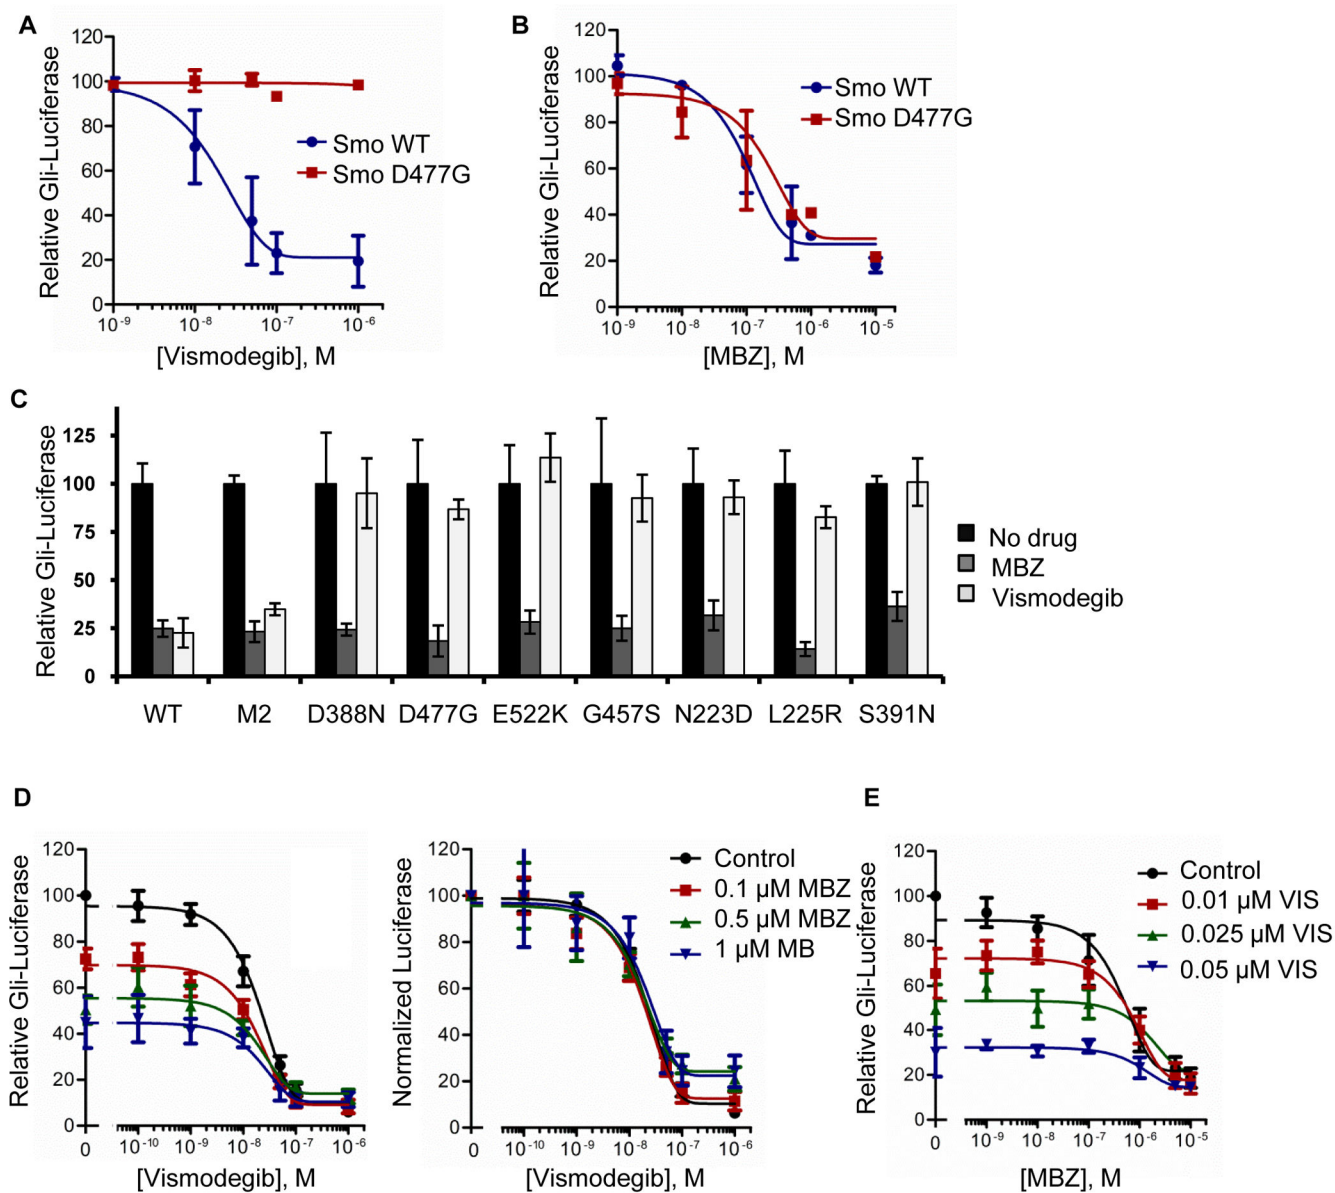 A
Relative Gli-Luciferase
120
100
80
60
40
20
0
10-9 10-8 10-7 10-6
[Vismodegib], M
Smo WT
Smo D477G
B
Relative Gli-Luciferase
120
100
80
60
40
20
0
10-9 10-8 10-7 10-6 10-5
[MBZ], M
Smo WT
Smo D477G
C
Relative Gli-Luciferase
125
100
75
50
25
0
WT M2 D388N D477G E522K G457S N223D L225R S391N
No drug
MBZ
Vismodegib
D
Relative Gli-Luciferase
120
100
80
60
40
20
0
0 10-10 10-9 10-8 10-7 10-6
[Vismodegib], M
Normalized Luciferase
120
100
80
60
40
20
0
0 10-10 10-9 10-8 10-7 10-6
[Vismodegib], M
Control
0.1 µM MBZ
0.5 µM MBZ
1 µM MB
E
Relative Gli-Luciferase
120
100
80
60
40
20
0
0 10-9 10-8 10-7 10-6 10-5
[MBZ], M
Control
0.01 µM VIS
0.025 µM VIS
0.05 µM VIS